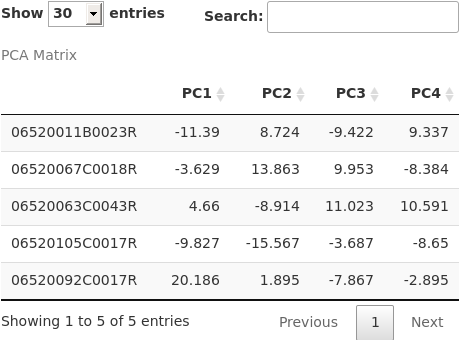 Show 30 entries Search:
PCA Matrix
PC1 PC2 PC3 PC4
06520011B0023R -11.39 8.724 -9.422 9.337
06520067C0018R -3.629 13.863 9.953 -8.384
06520063C0043R 4.66 -8.914 11.023 10.591
06520105C0017R -9.827 -15.567 -3.687 -8.65
06520092C0017R 20.186 1.895 -7.867 -2.895
Showing 1 to 5 of 5 entries Previous 1 Next